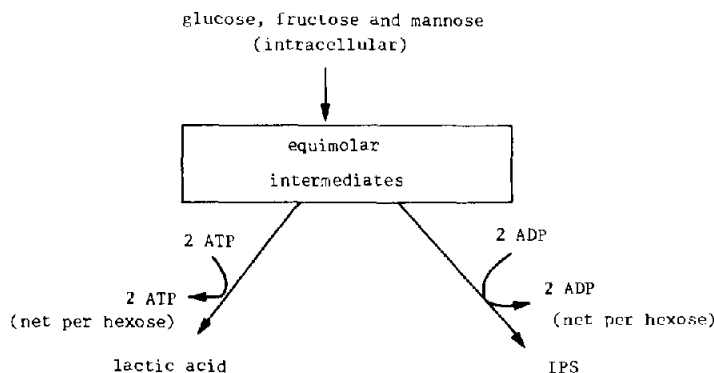 glucose, fructose and mannose
(intracellular)
equimolar
intermediates
2 ATP
2 ATP
(net per hexose)
lactic acid
2 ADP
2 ADP
(net per hexose)
IPS